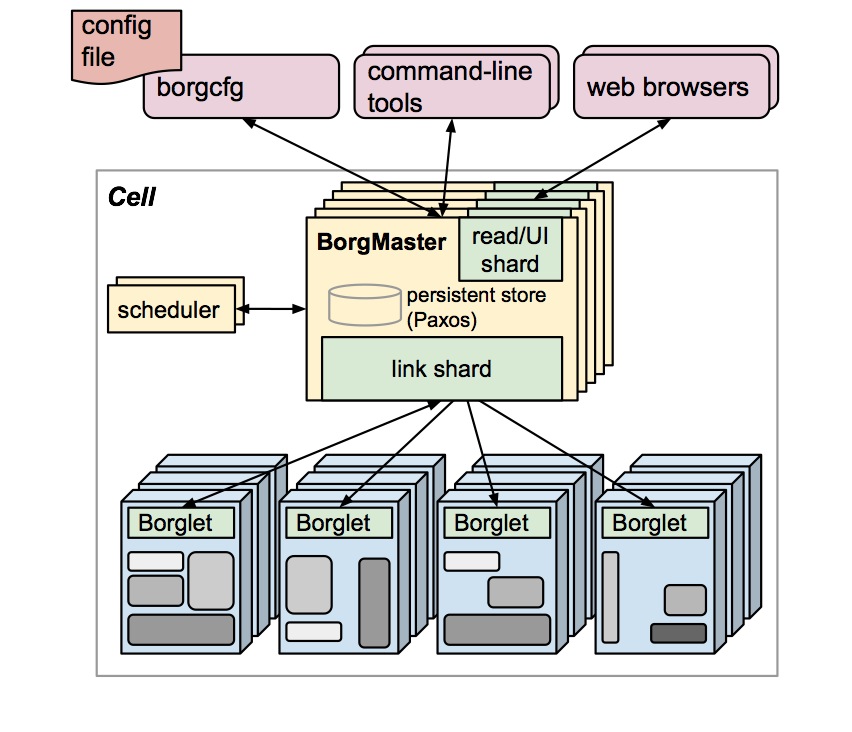 config
file
borgcfg
command-line
tools
web browsers
Cell
BorgMaster
read/UI
shard
scheduler
persistent store
(Paxos)
link shard
Borglet
Borglet
Borglet
Borglet